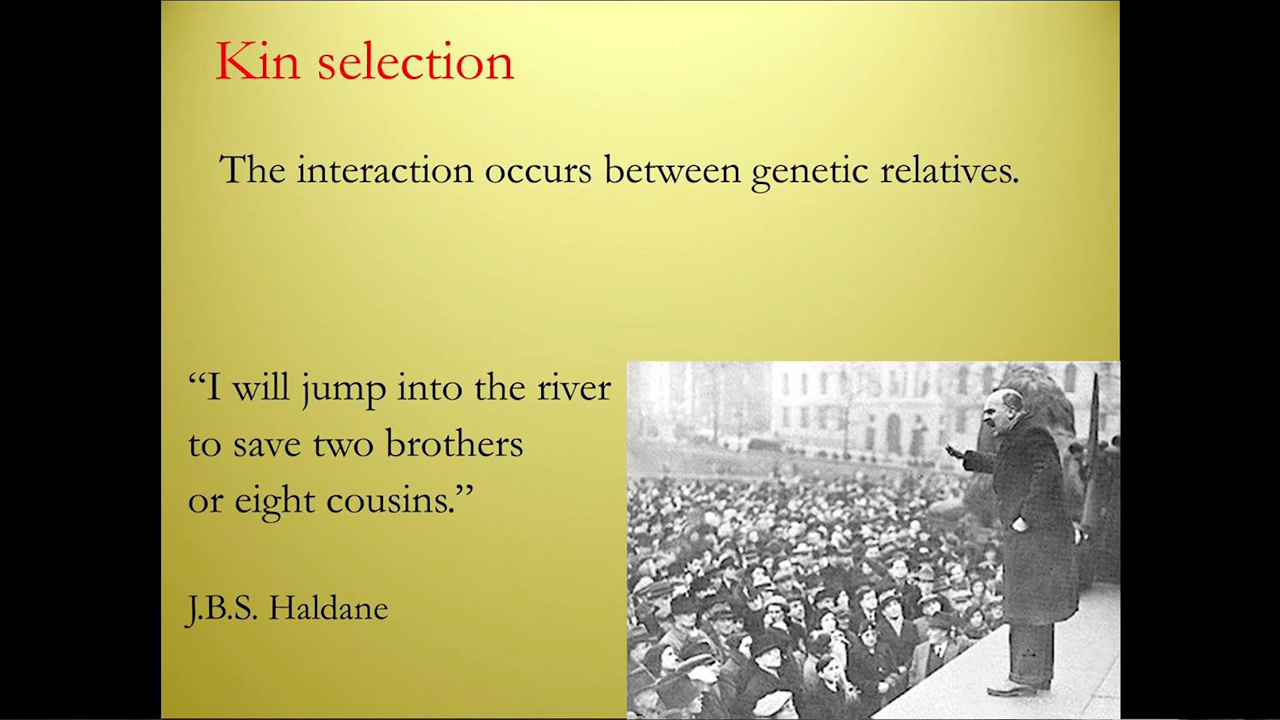 Kin selection
The interaction occurs between genetic relatives.
“I will jump into the river
to save two brothers
or eight cousins.”
J.B.S. Haldane